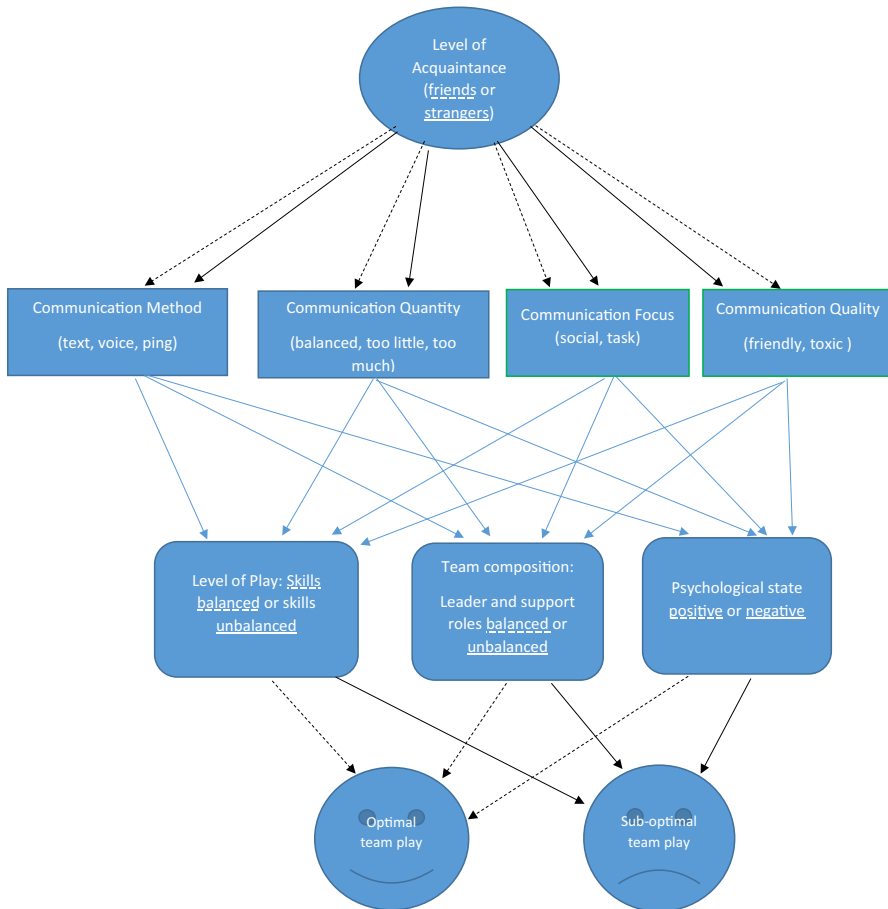 Level of
Acquaintance
(friends or
strangers)
Communication Method
(text, voice, ping)
Communication Quantity
(balanced, too little, too
much)
Communication Focus
(social, task)
Communication Quality
(friendly, toxic )
Level of Play: Skills
balanced or skills
unbalanced
Team composition:
Leader and support
roles balanced or
unbalanced
Psychological state
positive or negative
Optimal
team play
Sub-optimal
team play